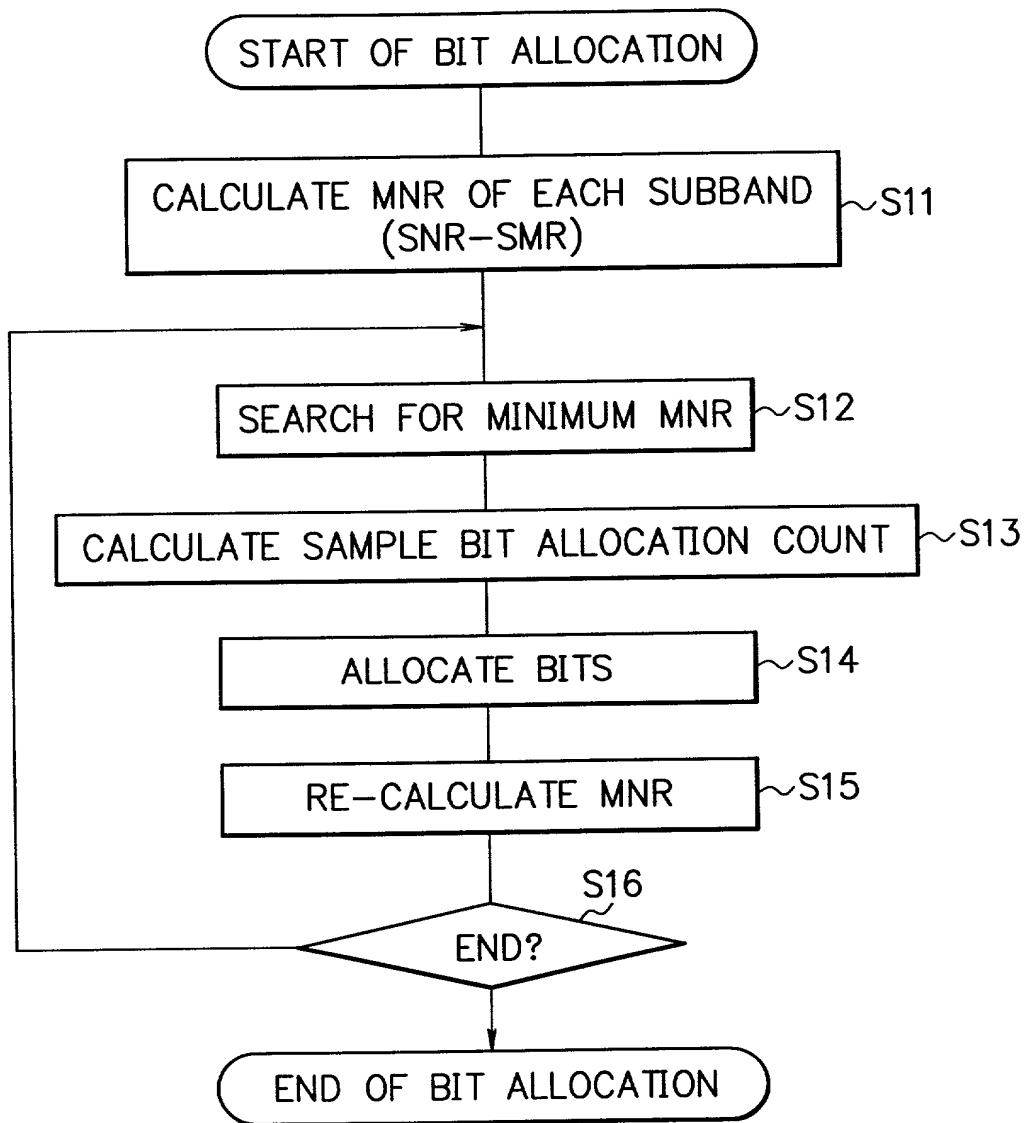 START OF BIT ALLOCATION
CALCULATE MNR OF EACH SUBBAND
(SNR-SMR)
S11
SEARCH FOR MINIMUM MNR
S12
CALCULATE SAMPLE BIT ALLOCATION COUNT
S13
ALLOCATE BITS
S14
RE-CALCULATE MNR
S15
S16
END?
END OF BIT ALLOCATION